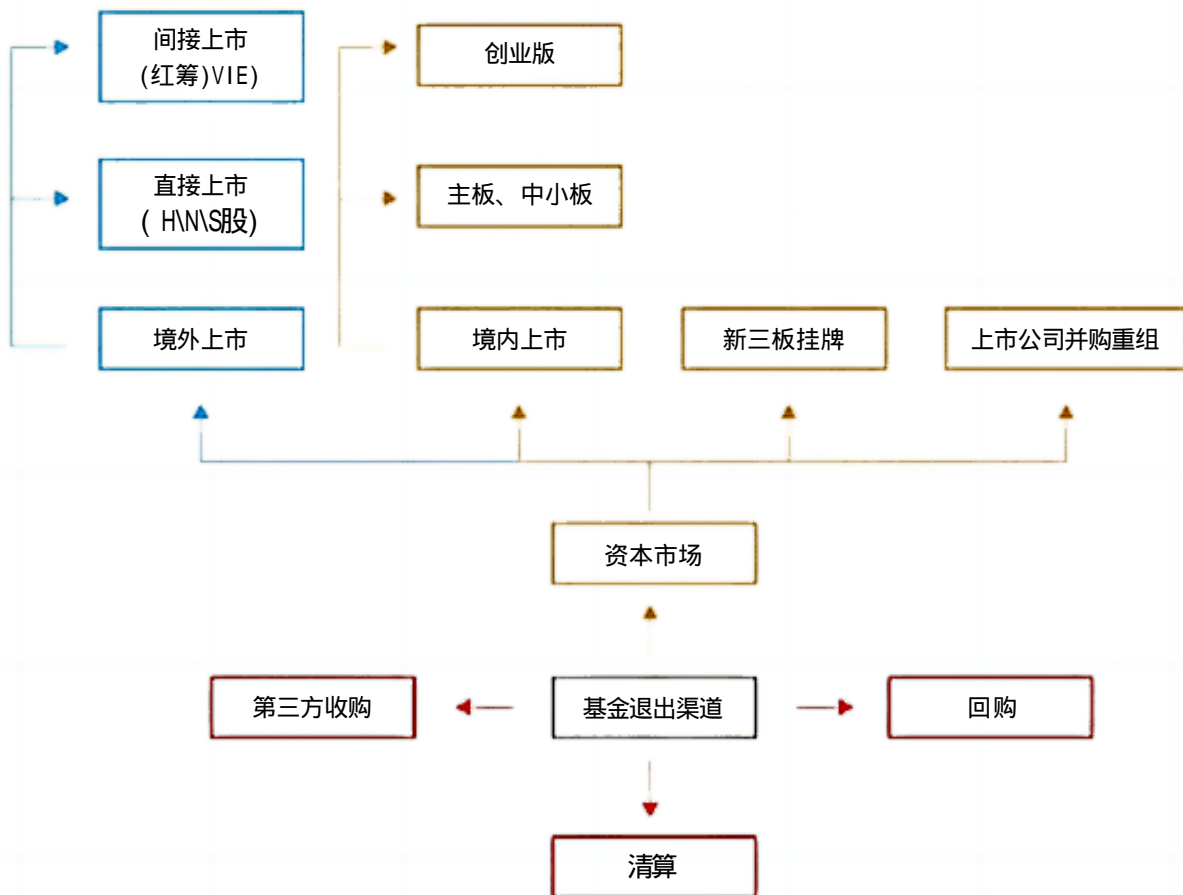 间接上市
(红筹)VIE)
创业版
直接上市
( H\N\S股)
主板、中小板
境外上市
境内上市
新三板挂牌
上市公司并购重组
资本市场
第三方收购
基金退出渠道
回购
清算